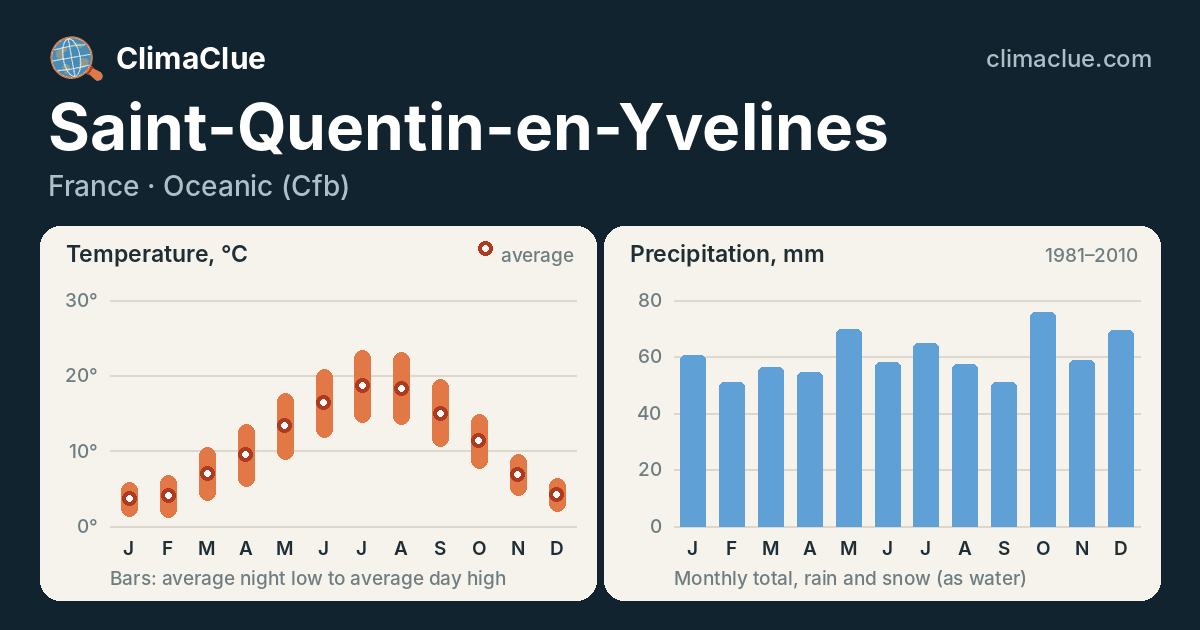 ClimaClue
climaclue.com
Saint-Quentin-en-Yvelines
France · Oceanic (Cfb)
Temperature, °C
average
30°
20°
10°
0°
J F M A M J J A S O N D
Bars: average night low to average day high
Precipitation, mm
1981–2010
80
60
40
20
0
J F M A M J J A S O N D
Monthly total, rain and snow (as water)